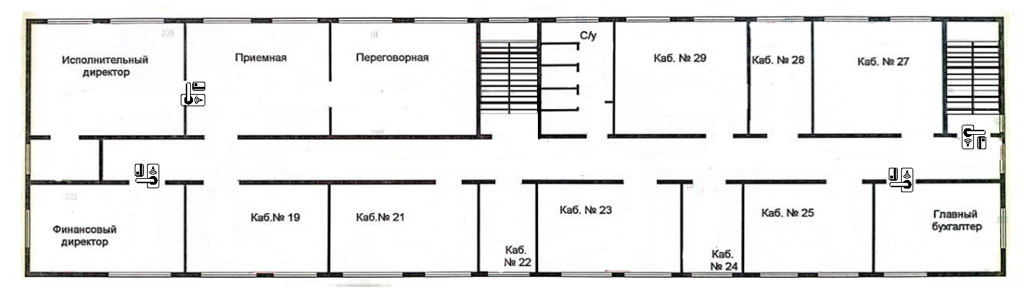 С/у
Исполнительный
директор
Приемная
Переговорная
Каб. № 29
Каб. № 28
Каб. № 27
Финансовый
директор
Каб.№ 19
Каб.№ 21
Каб.
№ 22
Каб. № 23
Каб.
№ 24
Каб. № 25
Главный
бухгалтер